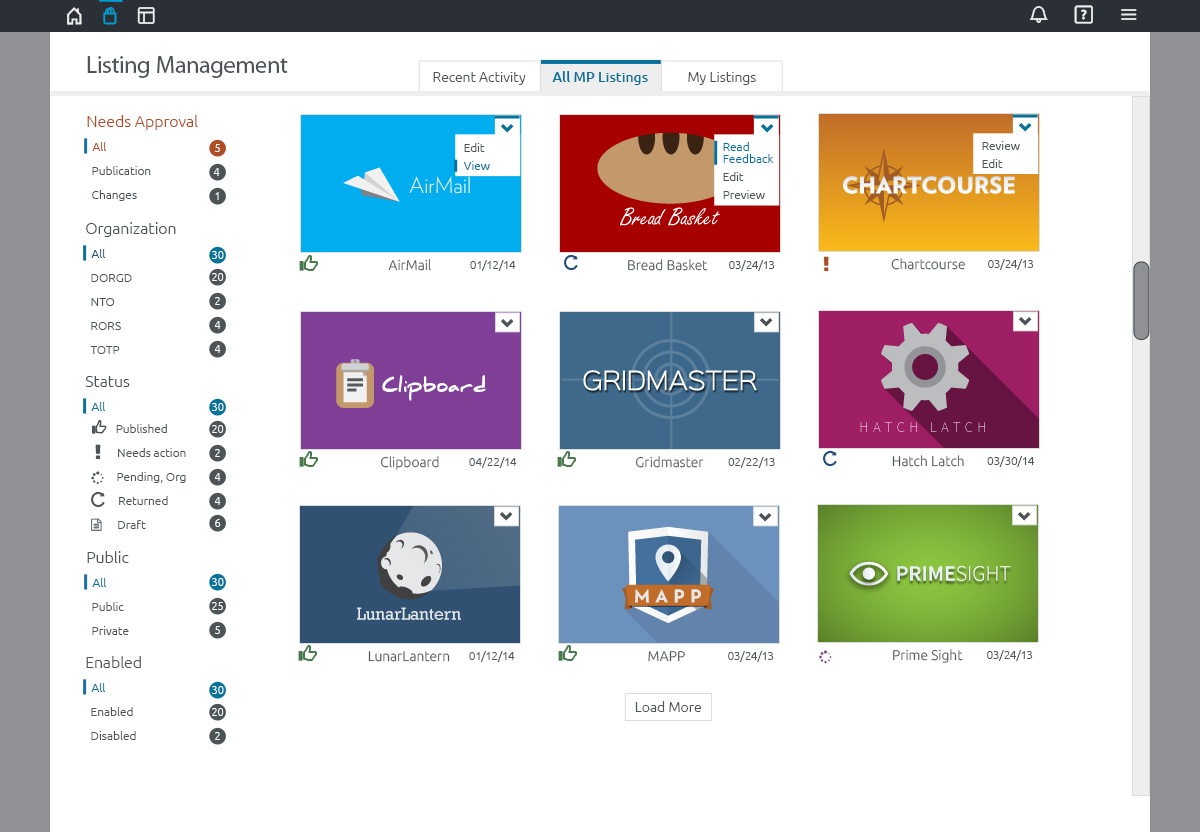 ?
Listing Management
Recent Activity
All MP Listings
My Listings
Needs Approval
All 5
Publication 4
Changes 1
Organization
All 30
DORGD 20
NTO 2
RORS 4
TOTP 4
Status
All 30
Published 20
Needs action 2
Pending, Org 4
Returned 4
Draft 6
Public
All 30
Public 25
Private 5
Enabled
All 30
Enabled 20
Disabled 2
Edit
View
AirMail
AirMail 01/12/14
Read
Feedback
Edit
Preview
Bread Basket
Bread Basket 03/24/13
Review
Edit
CHARTCOURSE
Chartcourse 03/24/13
Clipboard
Clipboard 04/22/14
GRIDMASTER
Gridmaster 02/22/13
HATCH LATCH
Hatch Latch 03/30/14
LunarLantern
LunarLantern 01/12/14
MAPP
MAPP 03/24/13
PRIMESIGHT
Prime Sight 03/24/13
Load More